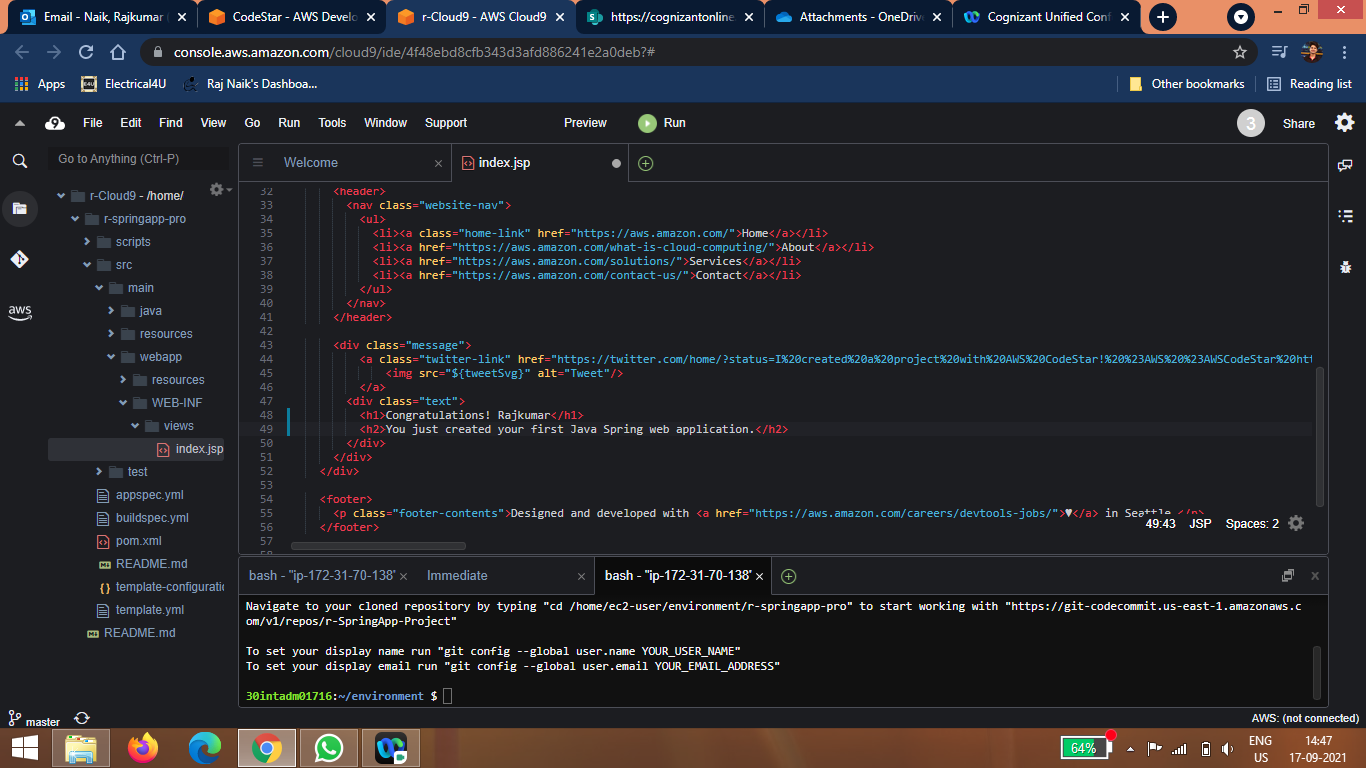 Email - Naik, Rajkumar
CodeStar - AWS Develo
r-Cloud9 - AWS Cloud9
https://cognizantonline
Attachments - OneDriv
Cognizant Unified Conf
console.aws.amazon.com/cloud9/ide/4f48ebd8cfb343d3afd886241e2a0deb?#
Apps
Electrical4U
Raj Naik's Dashboa...
Other bookmarks
Reading list
File Edit Find View Go Run Tools Window Support
Preview
Run
3
Share
Go to Anything (Ctrl-P)
r-Cloud9 - /home/
r-springapp-pro
scripts
src
main
java
resources
webapp
resources
WEB-INF
views
index.jsp
test
appspec.yml
buildspec.yml
pom.xml
README.md
template-configurati
template.yml
README.md
aws
Welcome
index.jsp
32 <header>
33 <nav class="website-nav">
34 <ul>
35 <li><a class="home-link" href="https://aws.amazon.com/">Home</a></li>
36 <li><a href="https://aws.amazon.com/what-is-cloud-computing/">About</a></li>
37 <li><a href="https://aws.amazon.com/solutions/">Services</a></li>
38 <li><a href="https://aws.amazon.com/contact-us/">Contact</a></li>
39 </ul>
40 </nav>
41 </header>
42
43 <div class="message">
44 <a class="twitter-link" href="https://twitter.com/home/?status=I%20created%20a%20project%20with%20AWS%20CodeStar!%20%23AWS%20%23AWSCodeStar%20htt
45 <img src="${tweetSvg}" alt="Tweet"/>
46 </a>
47 <div class="text">
48 <h1>Congratulations! Rajkumar</h1>
49 <h2>You just created your first Java Spring web application.</h2>
50 </div>
51 </div>
52 </div>
53
54 <footer>
55 <p class="footer-contents">Designed and developed with <a href="https://aws.amazon.com/careers/devtools-jobs/">♥</a> in Seattle.</p>
56 </footer>
57
58
49:43 JSP Spaces: 2
bash - "ip-172-31-70-138"
Immediate
bash - "ip-172-31-70-138"
Navigate to your cloned repository by typing "cd /home/ec2-user/environment/r-springapp-pro" to start working with "https://git-codecommit.us-east-1.amazonaws.c
om/v1/repos/r-SpringApp-Project"
To set your display name run "git config --global user.name YOUR_USER_NAME"
To set your display email run "git config --global user.email YOUR_EMAIL_ADDRESS"
30intadm01716:~/environment $
master
AWS: (not connected)
64%
ENG
US
14:47
17-09-2021